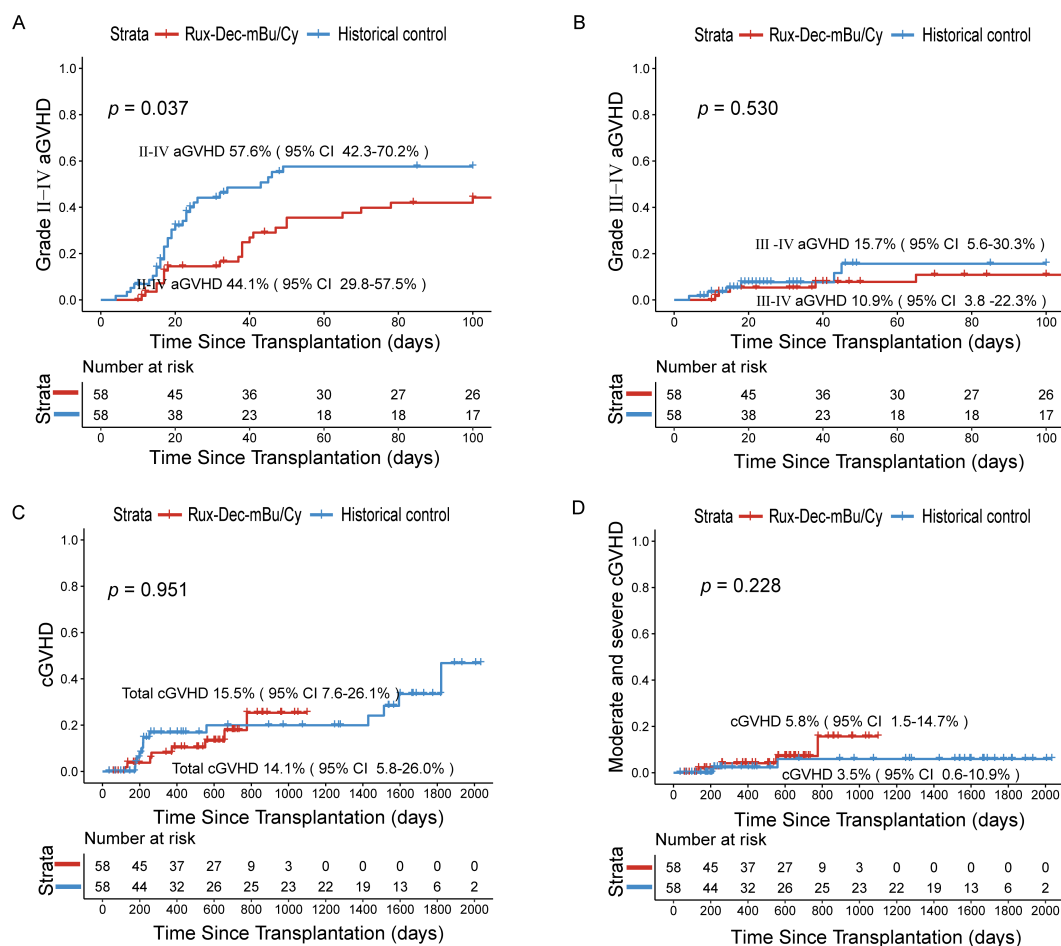 A
Strata Rux-Dec-mBu/Cy Historical control
Grade II−IV aGVHD
1.0
0.8
0.6
0.4
0.2
0.0
p = 0.037
II-IV aGVHD 57.6% ( 95% CI 42.3-70.2% )
II-IV aGVHD 44.1% ( 95% CI 29.8-57.5% )
0 20 40 60 80 100
Time Since Transplantation (days)
Number at risk
Strata
58 45 36 30 27 26
58 38 23 18 18 17
0 20 40 60 80 100
Time Since Transplantation (days)
B
Strata Rux-Dec-mBu/Cy Historical control
Grade III−IV aGVHD
1.0
0.8
0.6
0.4
0.2
0.0
p = 0.530
III -IV aGVHD 15.7% ( 95% CI 5.6-30.3% )
III-IV aGVHD 10.9% ( 95% CI 3.8 -22.3% )
0 20 40 60 80 100
Time Since Transplantation (days)
Number at risk
Strata
58 45 36 30 27 26
58 38 23 18 18 17
0 20 40 60 80 100
Time Since Transplantation (days)
C
Strata Rux-Dec-mBu/Cy Historical control
cGVHD
1.0
0.8
0.6
0.4
0.2
0.0
p = 0.951
Total cGVHD 15.5% ( 95% CI 7.6-26.1% )
Total cGVHD 14.1% ( 95% CI 5.8-26.0% )
0 200 400 600 800 1000 1200 1400 1600 1800 2000
Time Since Transplantation (days)
Number at risk
Strata
58 45 37 27 9 3 0 0 0 0 0
58 44 32 26 25 23 22 19 13 6 2
0 200 400 600 800 1000 1200 1400 1600 1800 2000
Time Since Transplantation (days)
D
Strata Rux-Dec-mBu/Cy Historical control
Moderate and severe cGVHD
1.0
0.8
0.6
0.4
0.2
0.0
p = 0.228
cGVHD 5.8% ( 95% CI 1.5-14.7% )
cGVHD 3.5% ( 95% CI 0.6-10.9% )
0 200 400 600 800 1000 1200 1400 1600 1800 2000
Time Since Transplantation (days)
Number at risk
Strata
58 45 37 27 9 3 0 0 0 0 0
58 44 32 26 25 23 22 19 13 6 2
0 200 400 600 800 1000 1200 1400 1600 1800 2000
Time Since Transplantation (days)